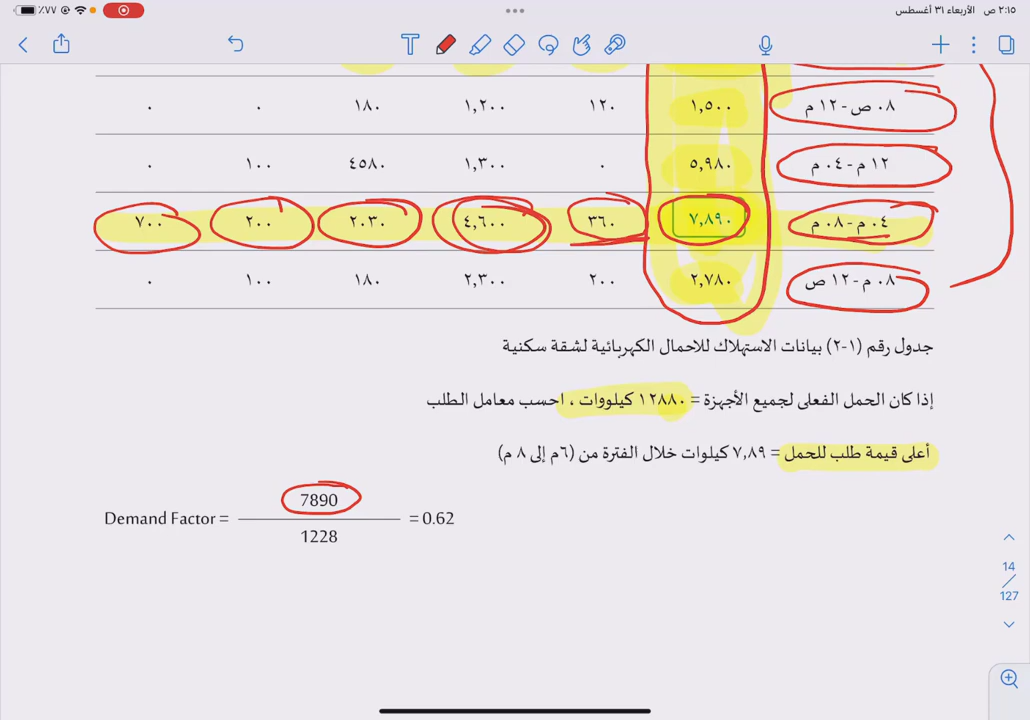 ٢:١٥ ص الأربعاء ٣١ أغسطس
٪٧٧
٠٨ ص - ١٢ م ١,٥٠٠ ١٢٠ ١,٢٠٠ ١٨٠ ٠ ٠
١٢ م - ٠٤ م ٥,٩٨٠ ٠ ١,٣٠٠ ٤٥٨٠ ١٠٠ ٠
٠٤ م - ٠٨ م ٧,٨٩٠ ٣٦٠ ٤,٦٠٠ ٢٠٣٠ ٢٠٠ ٧٠٠
٠٨ م - ١٢ ص ٢,٧٨٠ ٢٠٠ ٢,٣٠٠ ١٨٠ ١٠٠ ٠
جدول رقم (١-٢) بيانات الاستهلاك للاحمال الكهربائية لشقة سكنية
إذا كان الحمل الفعلى لجميع الأجهزة = ١٢٨٨٠ كيلووات ، احسب معامل الطلب
أعلى قيمة طلب للحمل = ٧,٨٩ كيلوات خلال الفترة من (٦م إلى ٨ م)
7890
Demand Factor = = 0.62
1228
14
127